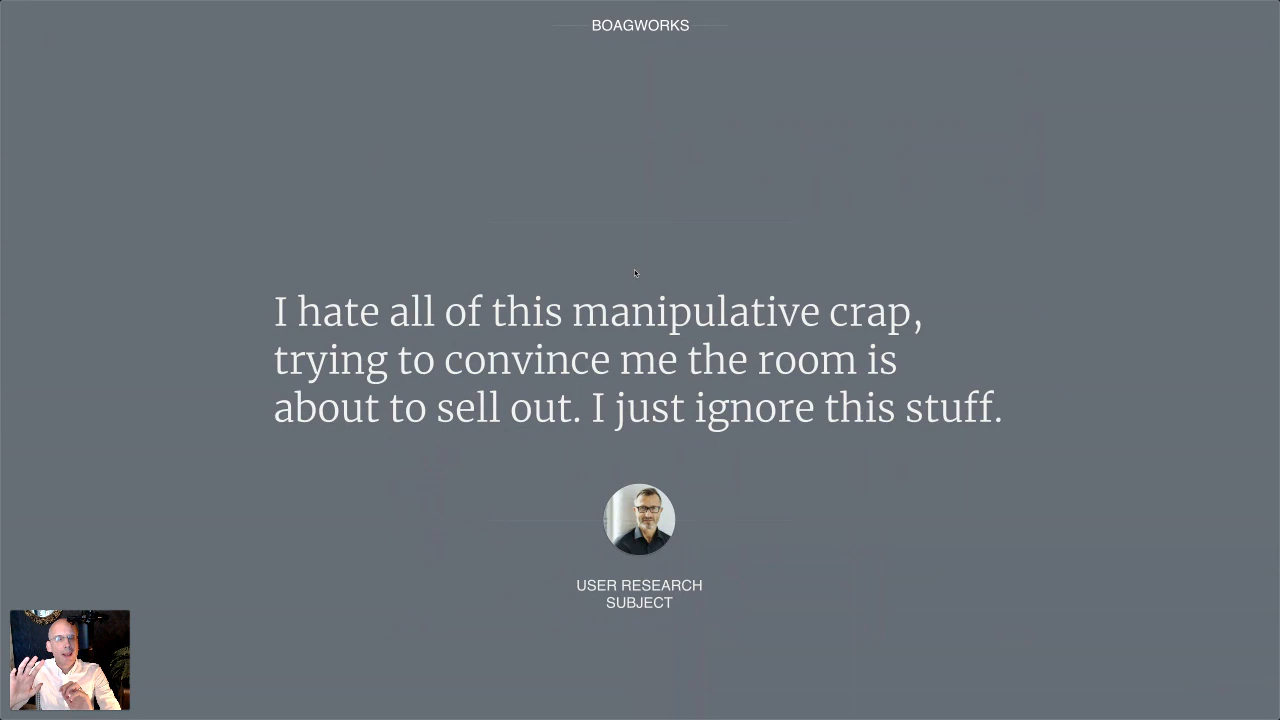 BOAGWORKS
I hate all of this manipulative crap,
trying to convince me the room is
about to sell out. I just ignore this stuff.
USER RESEARCH
SUBJECT